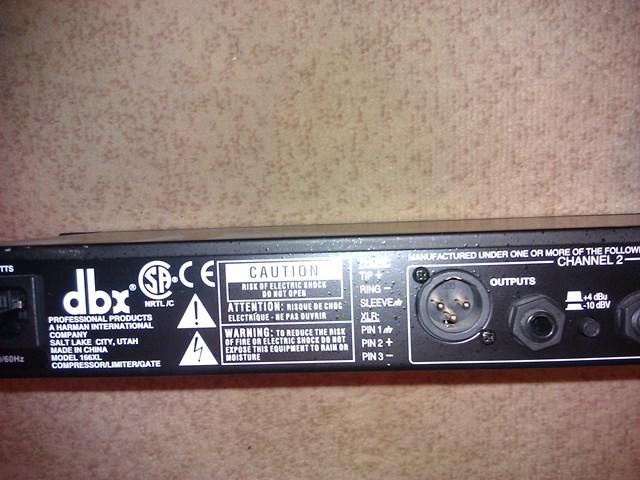 TTS
0/60Hz
dbx
PROFESSIONAL PRODUCTS
A HARMAN INTERNATIONAL
COMPANY
SALT LAKE CITY, UTAH
MADE IN CHINA
MODEL 166XL
COMPRESSOR/LIMITER/GATE
SA
NRTL/C
CE
CAUTION
RISK OF ELECTRIC SHOCK
DO NOT OPEN
ATTENTION: RISQUE DE CHOC
ELECTRIQUE - NE PAS OUVRIR
WARNING: TO REDUCE THE RISK
OF FIRE OR ELECTRIC SHOCK DO NOT
EXPOSE THIS EQUIPMENT TO RAIN OR
MOISTURE
TIP +
RING -
SLEEVE
XLR:
PIN 1
PIN 2 +
PIN 3 -
MANUFACTURED UNDER ONE OR MORE OF THE FOLLOWI
CHANNEL 2
OUTPUTS
+4 dBu
-10 dBV